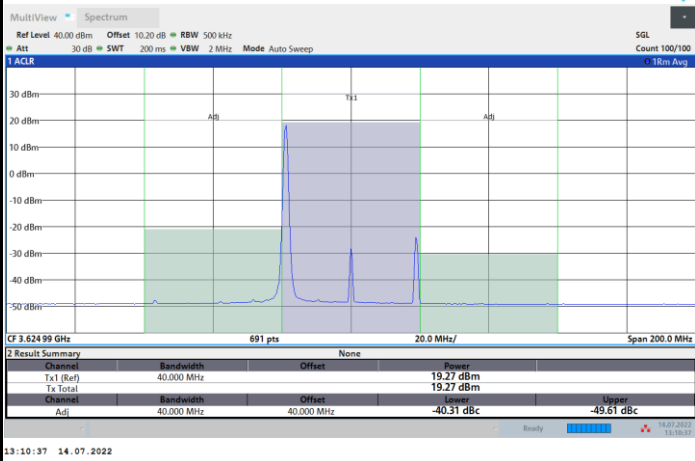 MultiView Spectrum
Ref Level 40.00 dBm Offset 10.20 dB RBW 500 kHz SGL
Att 30 dB SWT 200 ms VBW 2 MHz Mode Auto Sweep Count 100/100
1 ACLR 1Rm Avg
30 dBm
Tx1
20 dBm
Adj Adj
10 dBm
0 dBm
-10 dBm
-20 dBm
-30 dBm
-40 dBm
-50 dBm
CF 3.624 99 GHz 691 pts 20.0 MHz/ Span 200.0 MHz
2 Result Summary None
Channel Bandwidth Offset Power
Tx1 (Ref) 40.000 MHz 19.27 dBm
Tx Total 19.27 dBm
Channel Bandwidth Offset Lower Upper
Adj 40.000 MHz 40.000 MHz -40.31 dBc -49.61 dBc
Ready 14.07.2022
13:10:37
13:10:37 14.07.2022